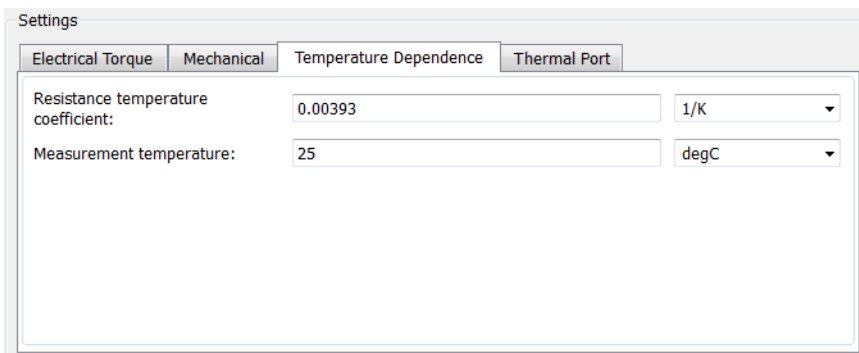 Settings
Electrical Torque Mechanical Temperature Dependence Thermal Port
Resistance temperature
coefficient: 0.00393 1/K
Measurement temperature: 25 degC